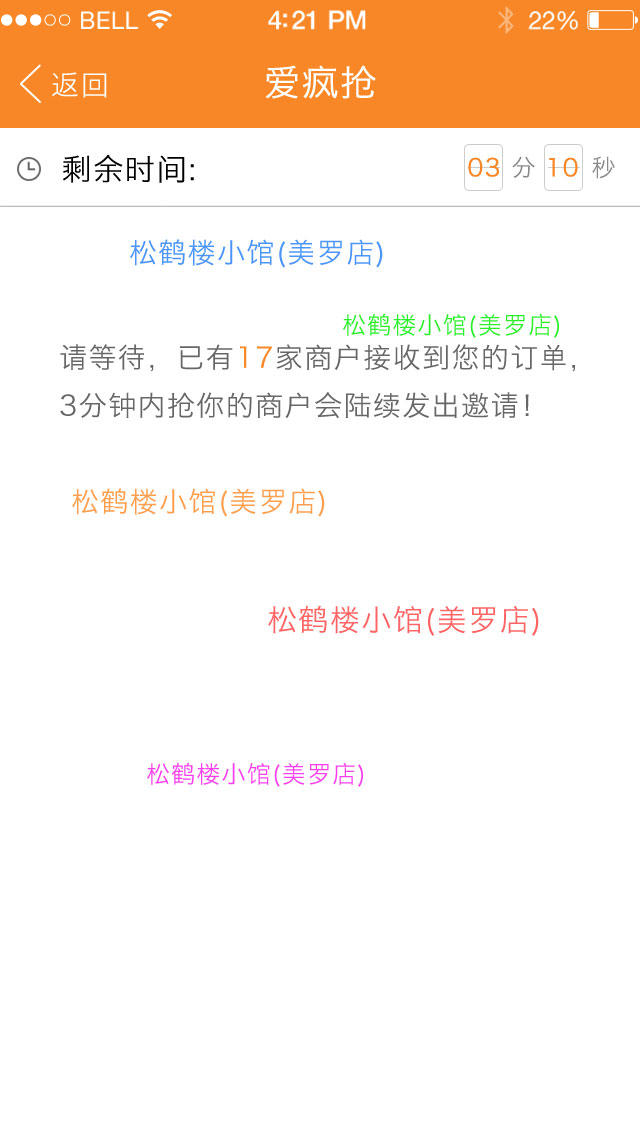 BELL 4:21 PM 22%
返回 爱疯抢
剩余时间: 03 分 10 秒
松鹤楼小馆(美罗店)
松鹤楼小馆(美罗店)
请等待，已有17家商户接收到您的订单，
3分钟内抢你的商户会陆续发出邀请！
松鹤楼小馆(美罗店)
松鹤楼小馆(美罗店)
松鹤楼小馆(美罗店)